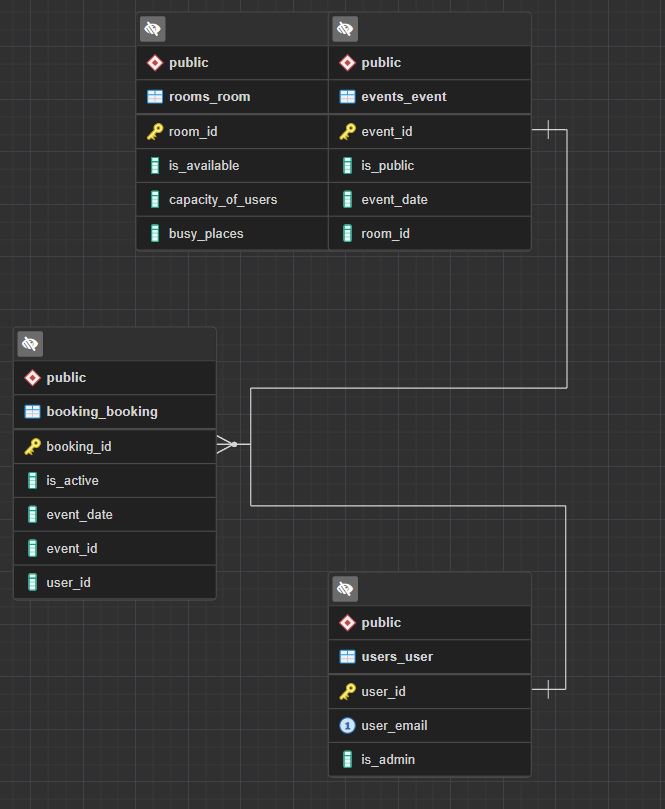 public
rooms_room
room_id
is_available
capacity_of_users
busy_places
public
events_event
event_id
is_public
event_date
room_id
public
booking_booking
booking_id
is_active
event_date
event_id
user_id
public
users_user
user_id
1
user_email
is_admin